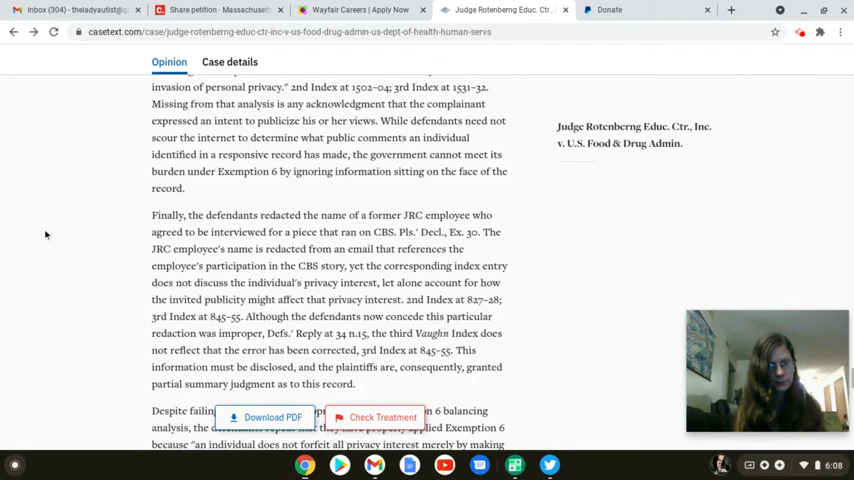 Inbox (304) - theladyautist@gm
Share petition · Massachusett
Wayfair Careers | Apply Now
Judge Rotenberng Educ. Ctr., I
Donate
casetext.com/case/judge-rotenberng-educ-ctr-inc-v-us-food-drug-admin-us-dept-of-health-human-servs
Opinion
Case details
invasion of personal privacy." 2nd Index at 1502–04; 3rd Index at 1531–32.
Missing from that analysis is any acknowledgment that the complainant
expressed an intent to publicize his or her views. While defendants need not
scour the internet to determine what public comments an individual
identified in a responsive record has made, the government cannot meet its
burden under Exemption 6 by ignoring information sitting on the face of the
record.
Finally, the defendants redacted the name of a former JRC employee who
agreed to be interviewed for a piece that ran on CBS. Pls.' Decl., Ex. 30. The
JRC employee's name is redacted from an email that references the
employee's participation in the CBS story, yet the corresponding index entry
does not discuss the individual's privacy interest, let alone account for how
the invited publicity might affect that privacy interest. 2nd Index at 827–28;
3rd Index at 845–55. Although the defendants now concede this particular
redaction was improper, Defs.' Reply at 34 n.15, the third Vaughn Index does
not reflect that the error has been corrected, 3rd Index at 845–55. This
information must be disclosed, and the plaintiffs are, consequently, granted
partial summary judgment as to this record.
Despite failing
on 6 balancing
analysis, the defendants repeat that they have properly applied Exemption 6
because "an individual does not forfeit all privacy interest merely by making
Download PDF
Check Treatment
Judge Rotenberng Educ. Ctr., Inc.
v. U.S. Food & Drug Admin.
6:08